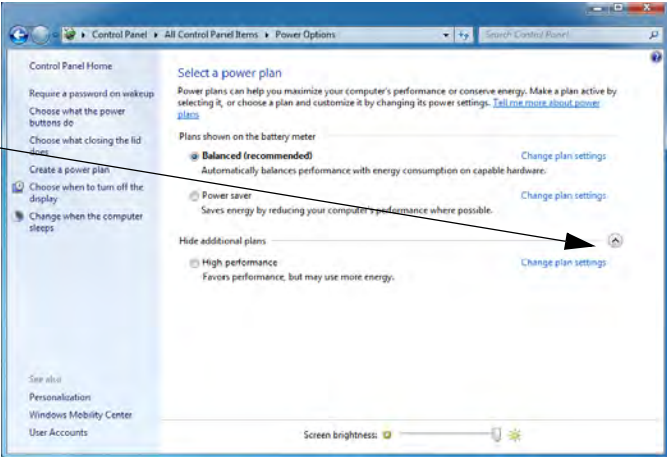 Control Panel All Control Panel Items Power Options Search Control Panel
Control Panel Home
Require a password on wakeup
Choose what the power
buttons do
Choose what closing the lid
does
Create a power plan
Choose when to turn off the
display
Change when the computer
sleeps
See also
Personalization
Windows Mobility Center
User Accounts
Select a power plan
Power plans can help you maximize your computer's performance or conserve energy. Make a plan active by
selecting it, or choose a plan and customize it by changing its power settings. Tell me more about power
plans
Plans shown on the battery meter
Balanced (recommended) Change plan settings
Automatically balances performance with energy consumption on capable hardware.
Power saver Change plan settings
Saves energy by reducing your computer's performance where possible.
Hide additional plans
High performance Change plan settings
Favors performance, but may use more energy.
Screen brightness: